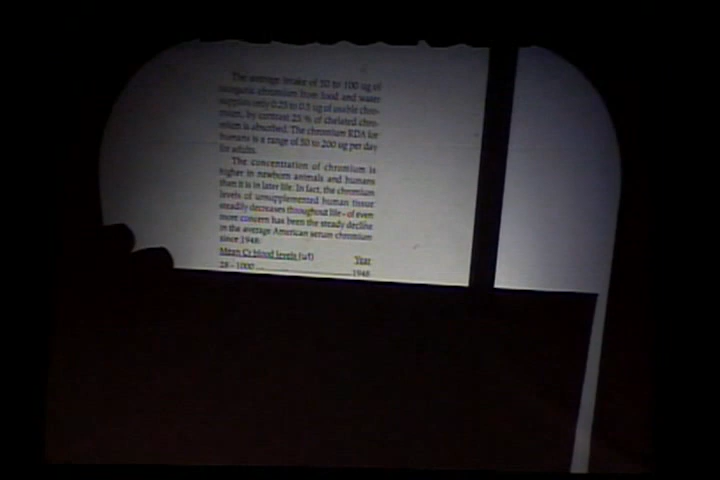 The average intake of 50 to 100 ug of
inorganic chromium from food and water
supplies only 0.25 to 0.5 ug of usable chro-
mium, by contrast 25 % of chelated chro-
mium is absorbed. The chromium RDA for
humans is a range of 50 to 200 ug per day
for adults.
The concentration of chromium is
higher in newborn animals and humans
than it is in later life. In fact, the chromium
levels of unsupplemented human tissue
steadily decreases throughout life - of even
more concern has been the steady decline
in the average American serum chromium
since 1948:
Mean Cr blood levels (ug/l) Year
28 - 1000 1948